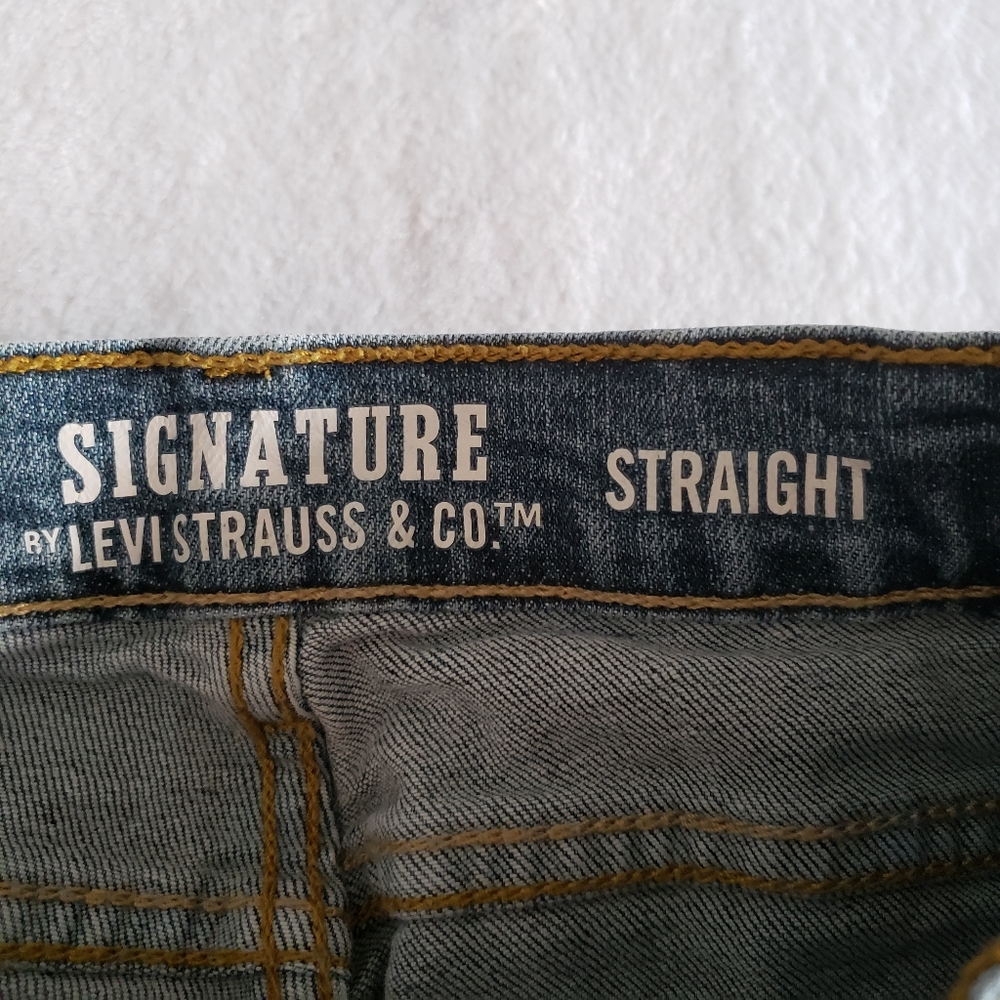 SIGNATURE
BY LEVI STRAUSS & CO.™
STRAIGHT